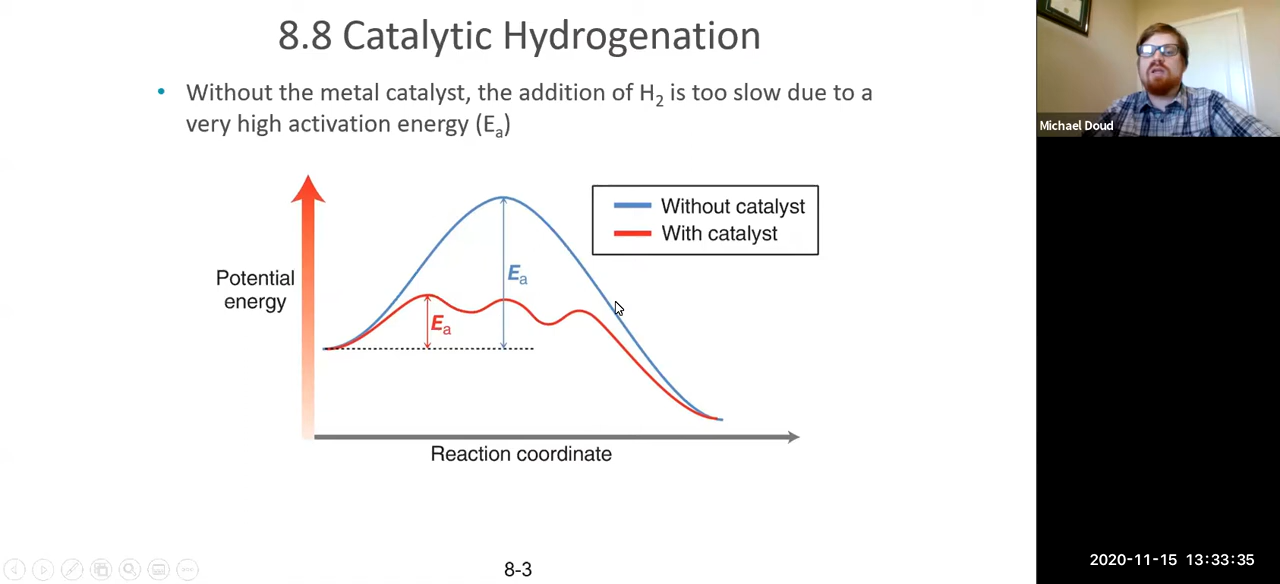 8.8 Catalytic Hydrogenation
• Without the metal catalyst, the addition of H₂ is too slow due to a
very high activation energy (Eₐ)
Without catalyst
With catalyst
Potential
energy
Eₐ
Eₐ
Reaction coordinate
8-3
Michael Doud
2020-11-15 13:33:35